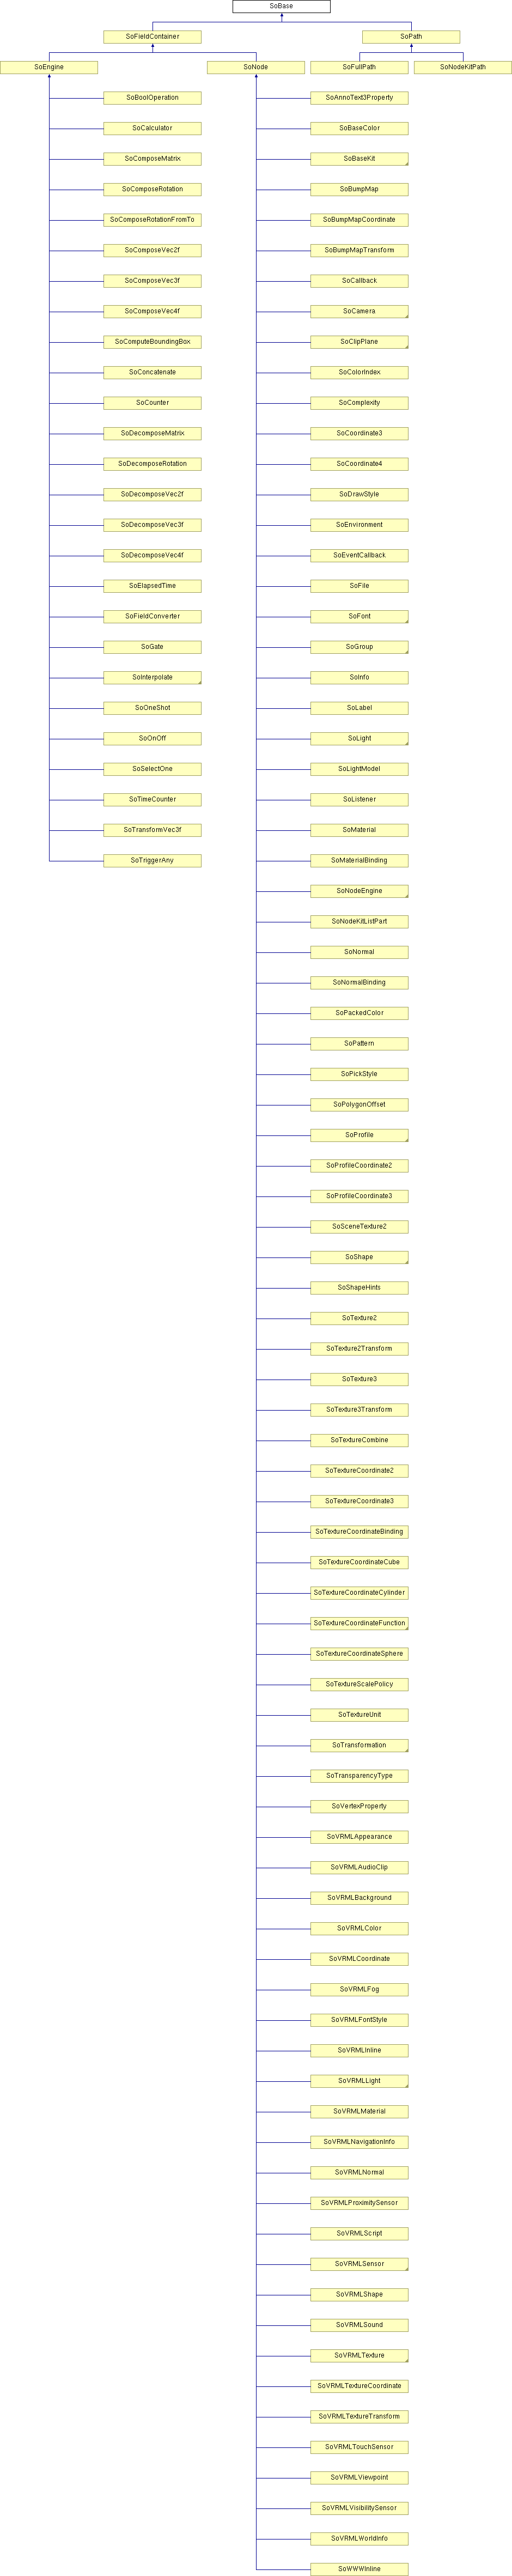 SoBase
SoFieldContainer SoPath
SoEngine SoNode SoFullPath SoNodeKitPath
SoBoolOperation SoAnnoText3Property
SoCalculator SoBaseColor
SoComposeMatrix SoBaseKit
SoComposeRotation SoBumpMap
SoComposeRotationFromTo SoBumpMapCoordinate
SoComposeVec2f SoBumpMapTransform
SoComposeVec3f SoCallback
SoComposeVec4f SoCamera
SoComputeBoundingBox SoClipPlane
SoConcatenate SoColorIndex
SoCounter SoComplexity
SoDecomposeMatrix SoCoordinate3
SoDecomposeRotation SoCoordinate4
SoDecomposeVec2f SoDrawStyle
SoDecomposeVec3f SoEnvironment
SoDecomposeVec4f SoEventCallback
SoElapsedTime SoFile
SoFieldConverter SoFont
SoGate SoGroup
SoInterpolate SoInfo
SoOneShot SoLabel
SoOnOff SoLight
SoSelectOne SoLightModel
SoTimeCounter SoListener
SoTransformVec3f SoMaterial
SoTriggerAny SoMaterialBinding
SoNodeEngine
SoNodeKitListPart
SoNormal
SoNormalBinding
SoPackedColor
SoPattern
SoPickStyle
SoPolygonOffset
SoProfile
SoProfileCoordinate2
SoProfileCoordinate3
SoSceneTexture2
SoShape
SoShapeHints
SoTexture2
SoTexture2Transform
SoTexture3
SoTexture3Transform
SoTextureCombine
SoTextureCoordinate2
SoTextureCoordinate3
SoTextureCoordinateBinding
SoTextureCoordinateCube
SoTextureCoordinateCylinder
SoTextureCoordinateFunction
SoTextureCoordinateSphere
SoTextureScalePolicy
SoTextureUnit
SoTransformation
SoTransparencyType
SoVertexProperty
SoVRMLAppearance
SoVRMLAudioClip
SoVRMLBackground
SoVRMLColor
SoVRMLCoordinate
SoVRMLFog
SoVRMLFontStyle
SoVRMLInline
SoVRMLLight
SoVRMLMaterial
SoVRMLNavigationInfo
SoVRMLNormal
SoVRMLProximitySensor
SoVRMLScript
SoVRMLSensor
SoVRMLShape
SoVRMLSound
SoVRMLTexture
SoVRMLTextureCoordinate
SoVRMLTextureTransform
SoVRMLTouchSensor
SoVRMLViewpoint
SoVRMLVisibilitySensor
SoVRMLWorldInfo
SoWWWInline